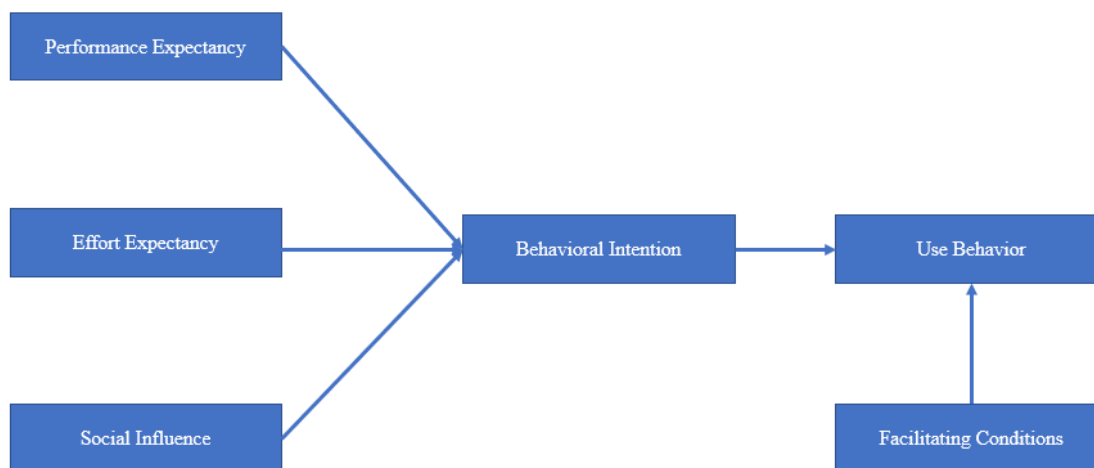 Performance Expectancy
Effort Expectancy
Behavioral Intention
Use Behavior
Social Influence
Facilitating Conditions